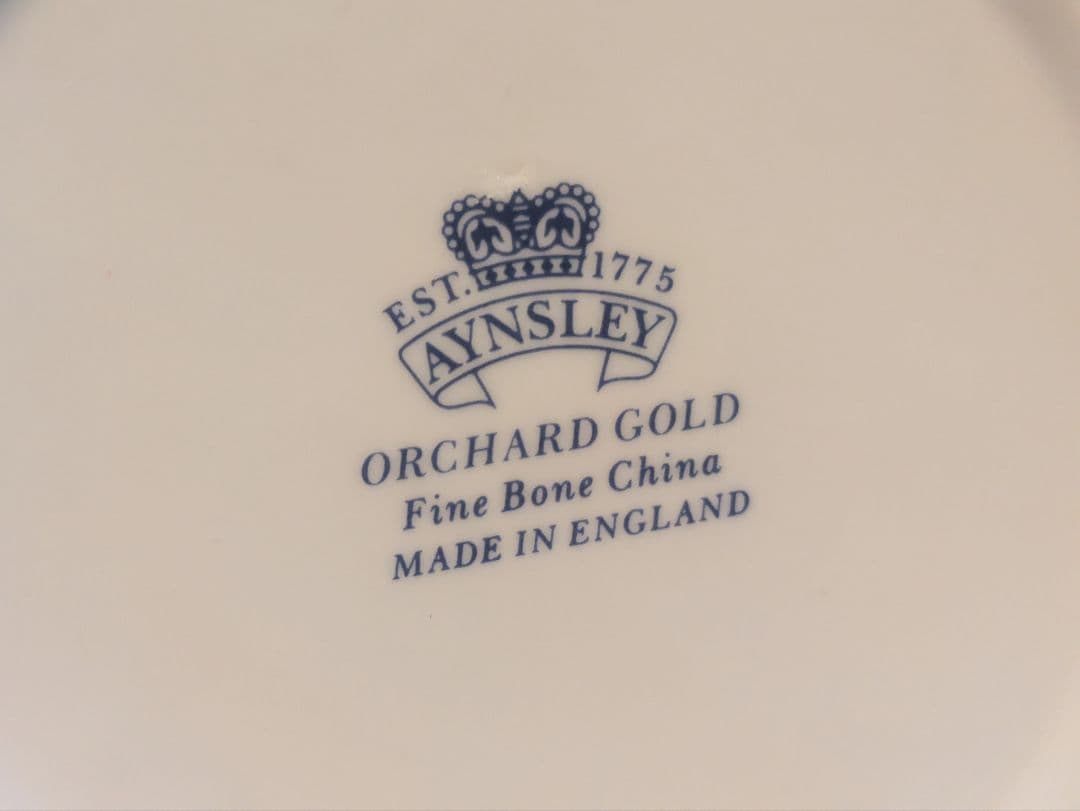 EST. 1775
AYNSLEY
ORCHARD GOLD
Fine Bone China
MADE IN ENGLAND